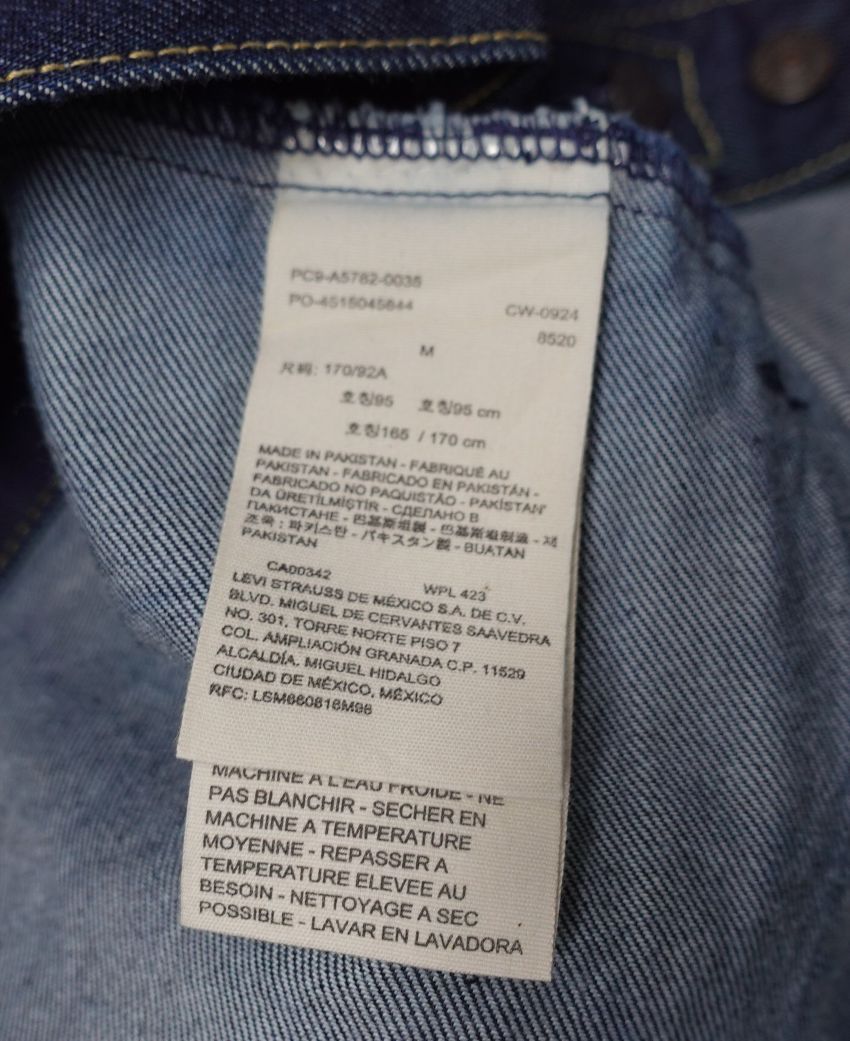 PC9-A5782-0035
PO-4515045644
CW-0924
8520
M
尺码: 170/92A
호칭95 호칭95 cm
호칭165 / 170 cm
MADE IN PAKISTAN - FABRIQUÉ AU
PAKISTAN - FABRICADO EN PAKISTÁN -
FABRICADO NO PAQUISTÃO - PAKİSTAN'
DA ÜRETİLMİŞTİR - СДЕЛАНО В
ПАКИСТАНЕ - 巴基斯坦製 - 巴基斯坦制造 - 제
조국 : 파키스탄 - パキスタン製 - BUATAN
PAKISTAN
CA00342 WPL 423
LEVI STRAUSS DE MÉXICO S.A. DE C.V.
BLVD. MIGUEL DE CERVANTES SAAVEDRA
NO. 301, TORRE NORTE PISO 7
COL. AMPLIACIÓN GRANADA C.P. 11529
ALCALDÍA. MIGUEL HIDALGO
CIUDAD DE MÉXICO, MÉXICO
RFC: LSM660816M98
MACHINE A L'EAU FROIDE - NE
PAS BLANCHIR - SECHER EN
MACHINE A TEMPERATURE
MOYENNE - REPASSER A
TEMPERATURE ELEVEE AU
BESOIN - NETTOYAGE A SEC
POSSIBLE - LAVAR EN LAVADORA